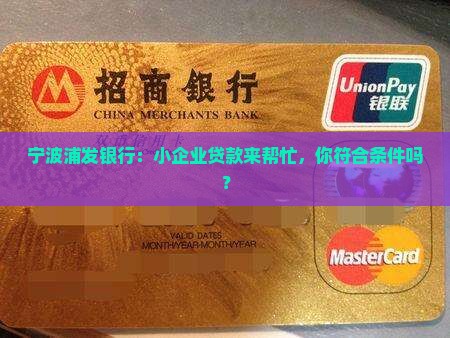 招商銀行
CHINA MERCHANTS BANK
UnionPay
银联
宁波浦发银行：小企业贷款来帮忙，你符合条件吗
？
VALID DATES
MONTH/YEAR-MONTH/YEAR
MasterCard